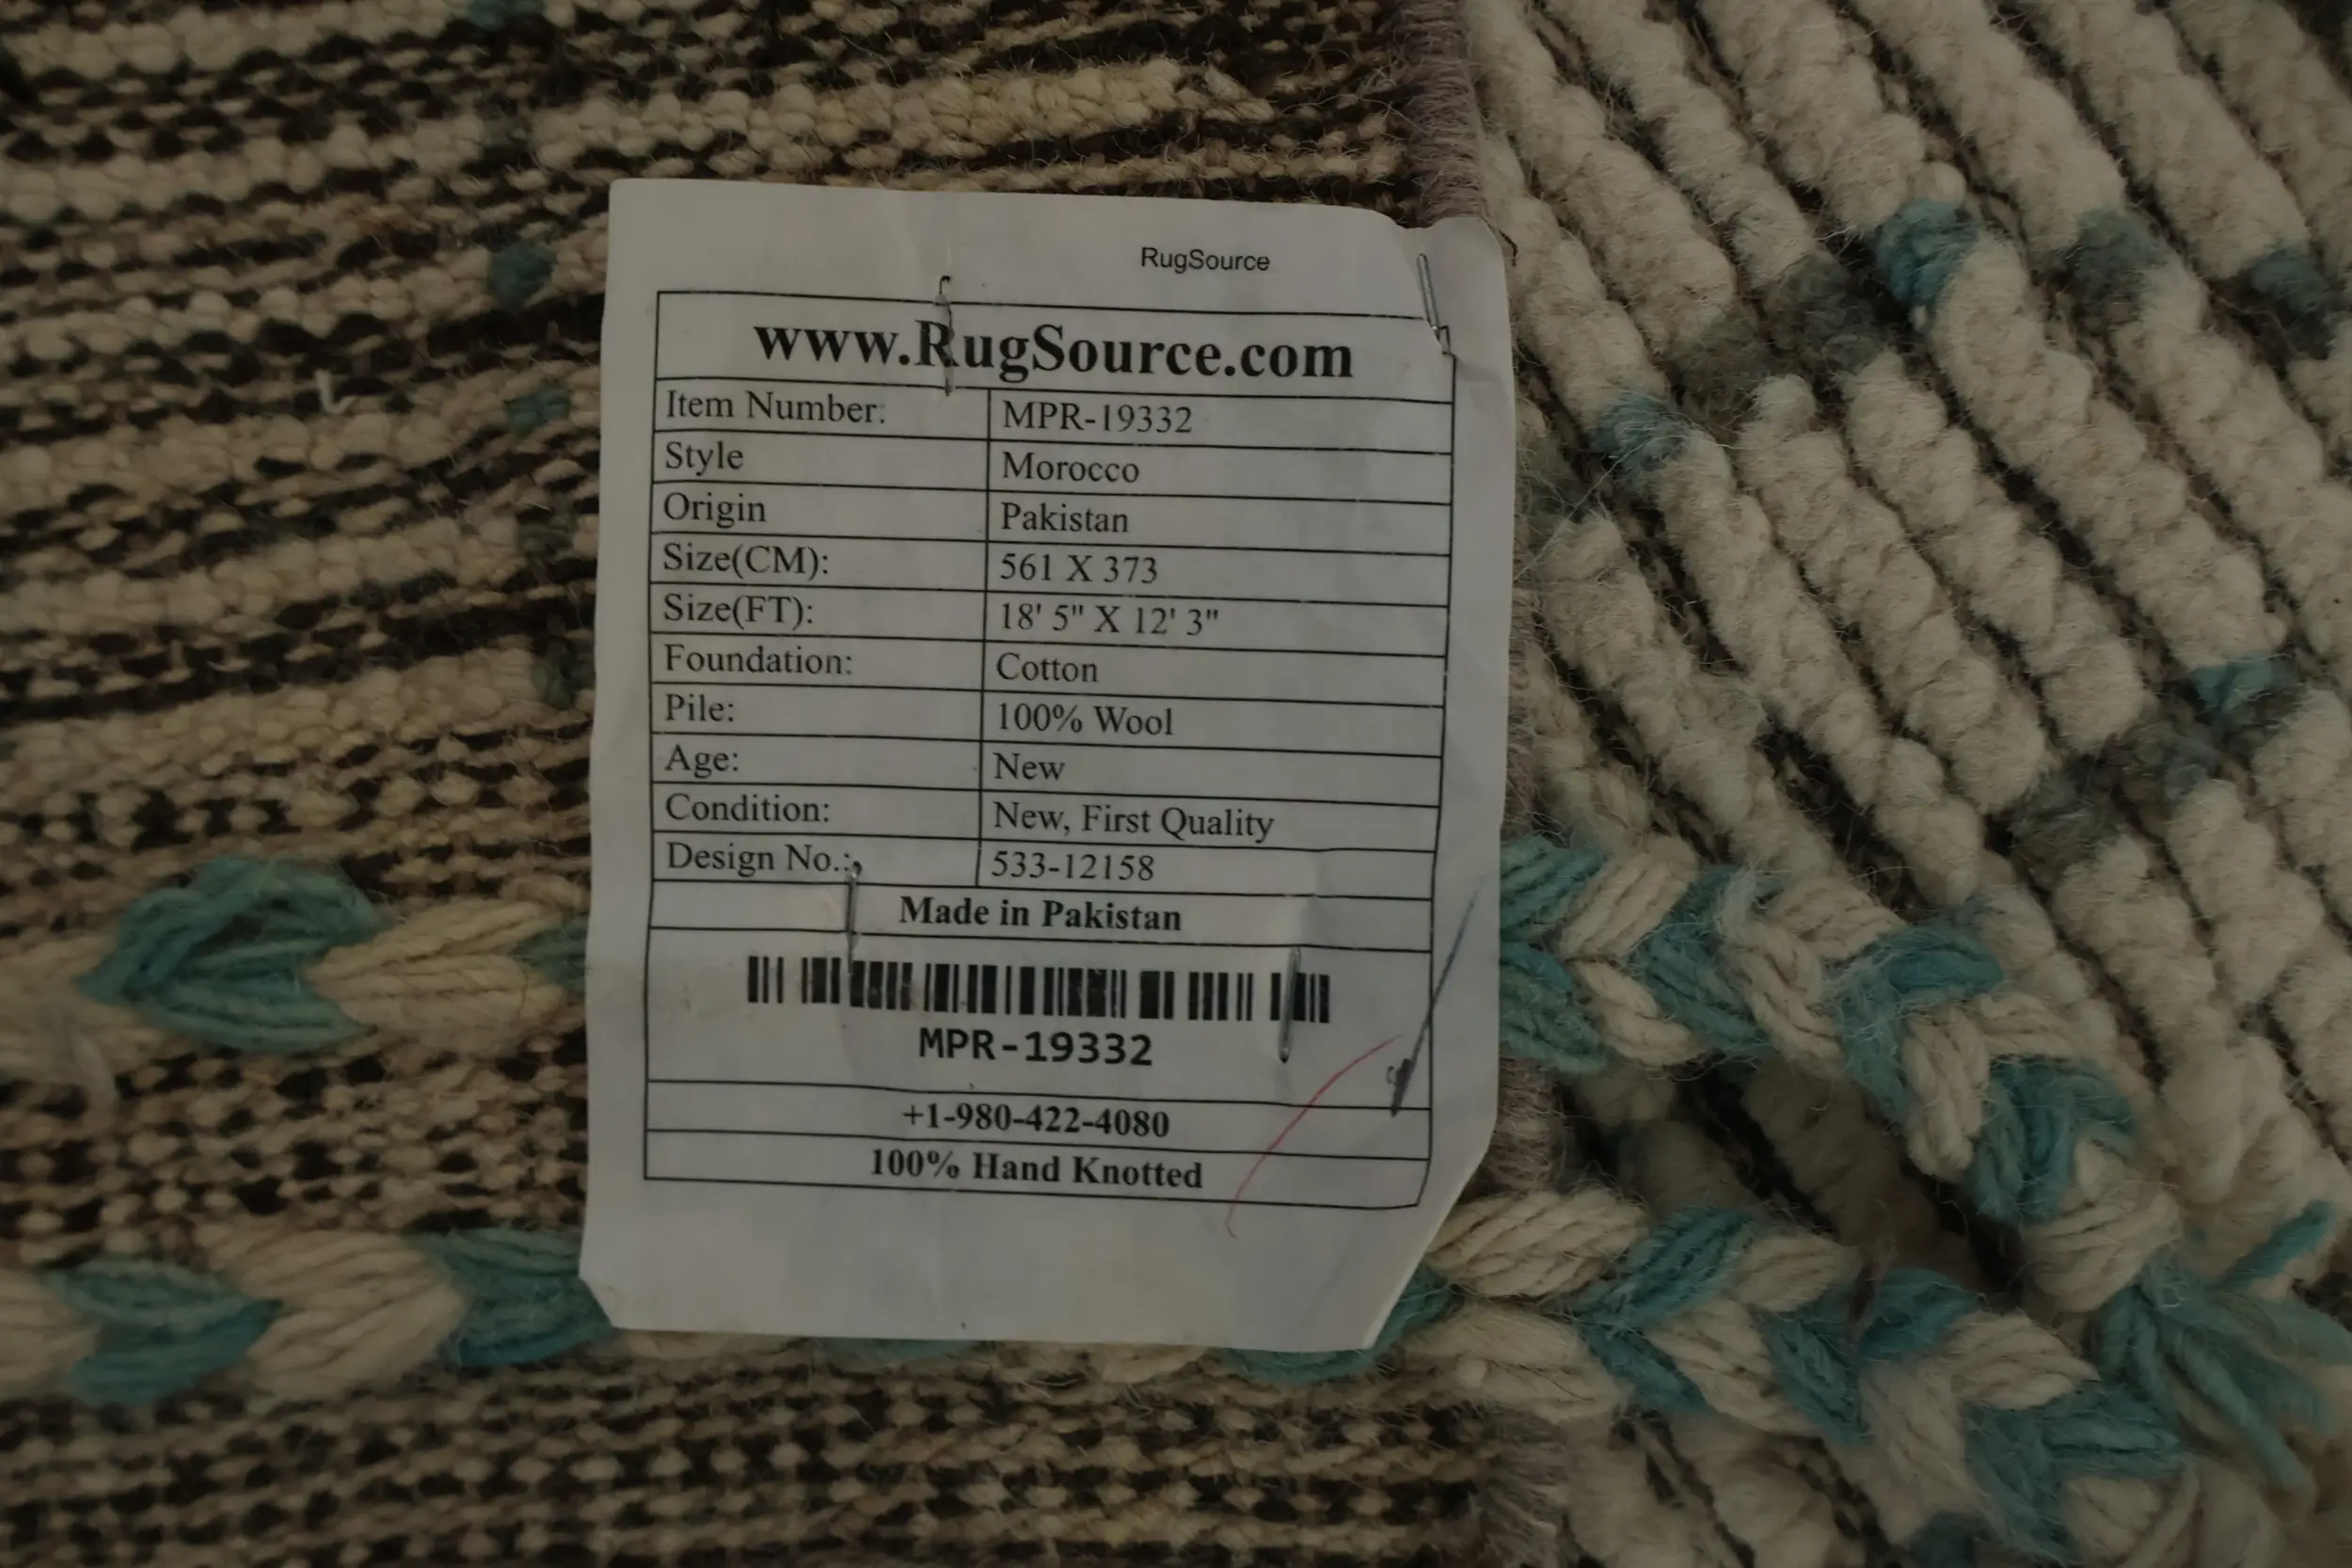 RugSource
www.RugSource.com
Item Number: MPR-19332
Style Morocco
Origin Pakistan
Size(CM): 561 X 373
Size(FT): 18' 5" X 12' 3"
Foundation: Cotton
Pile: 100% Wool
Age: New
Condition: New, First Quality
Design No.: 533-12158
Made in Pakistan
MPR-19332
+1-980-422-4080
100% Hand Knotted